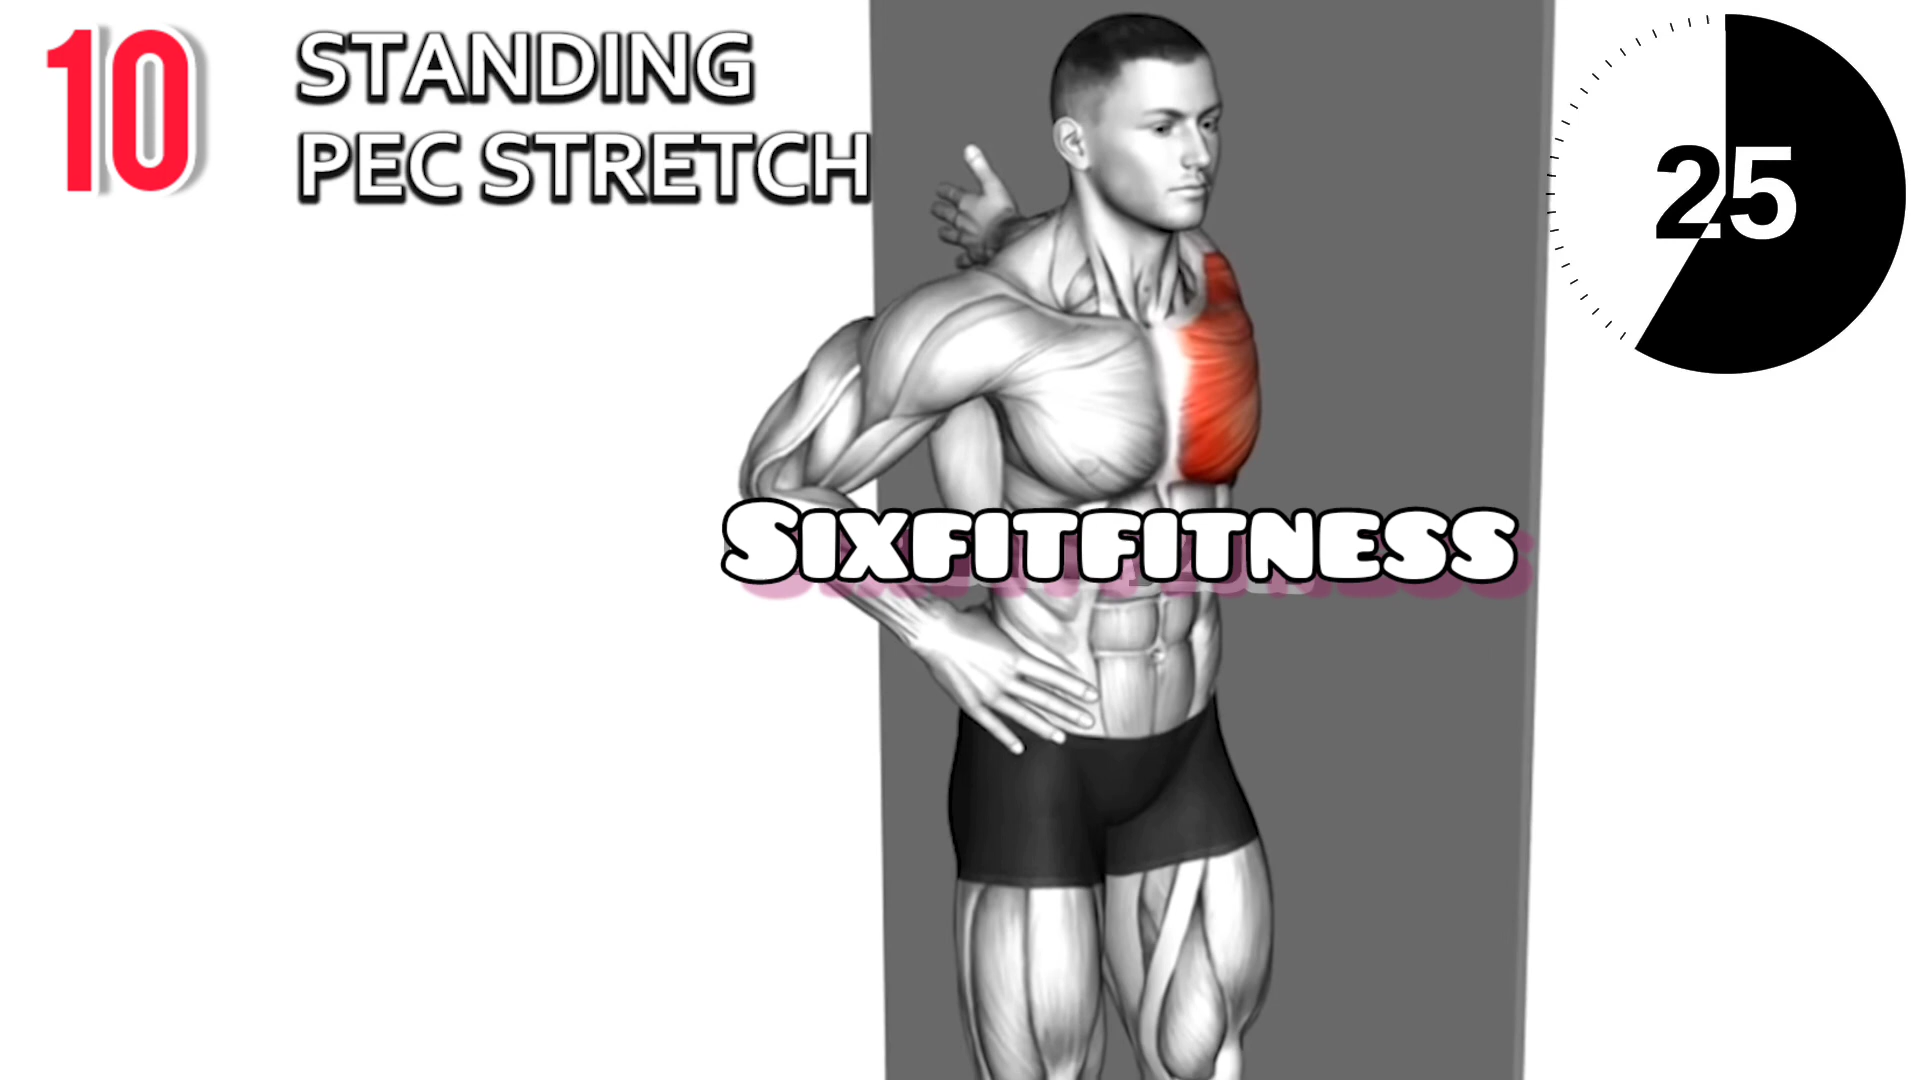 10
STANDING
PEC STRETCH
25
SIXFITFITNESS